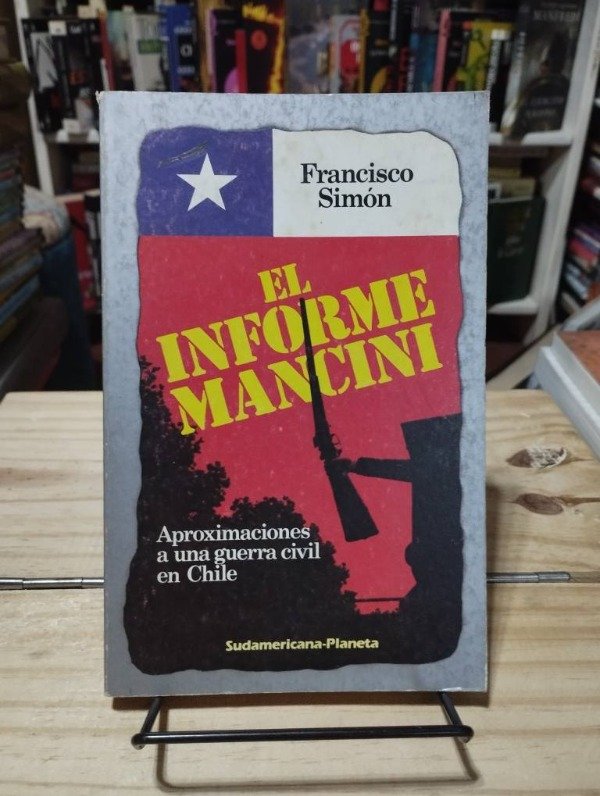 Francisco
Simón
EL
INFORME
MANCINI
Aproximaciones
a una guerra civil
en Chile
Sudamericana-Planeta